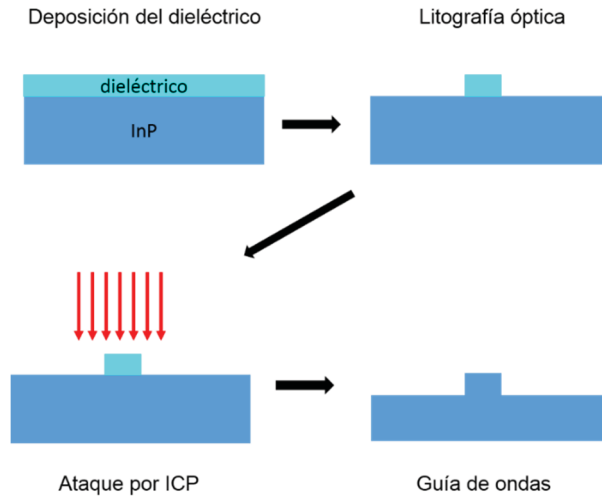 Deposición del dieléctrico
Litografía óptica
dieléctrico
InP
Ataque por ICP
Guía de ondas